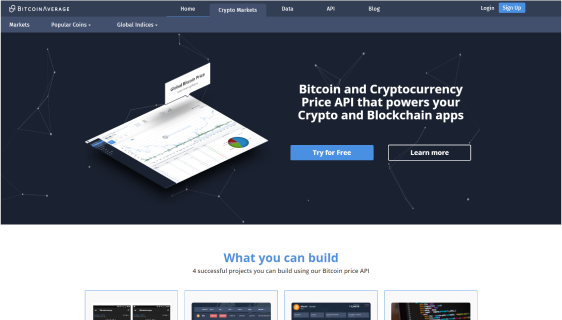 BITCOINAVERAGE
Home
Crypto Markets
Data
API
Blog
Login
Sign Up
Markets
Popular Coins
Global Indices
Global Bitcoin Price
Bitcoin and Cryptocurrency
Price API that powers your
Crypto and Blockchain apps
Try for Free
Learn more
What you can build
4 successful projects you can build using our Bitcoin price API